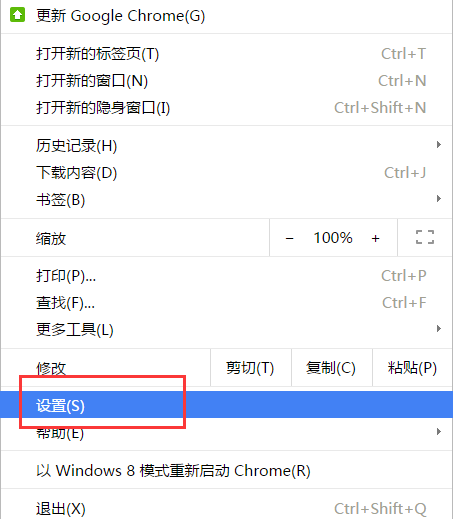 更新 Google Chrome(G)
打开新的标签页(T) Ctrl+T
打开新的窗口(N) Ctrl+N
打开新的隐身窗口(I) Ctrl+Shift+N
历史记录(H)
下载内容(D) Ctrl+J
书签(B)
缩放 − 100% +
打印(P)... Ctrl+P
查找(F)... Ctrl+F
更多工具(L)
修改 剪切(T) 复制(C) 粘贴(P)
设置(S)
帮助(E)
以 Windows 8 模式重新启动 Chrome(R)
退出(X) Ctrl+Shift+Q